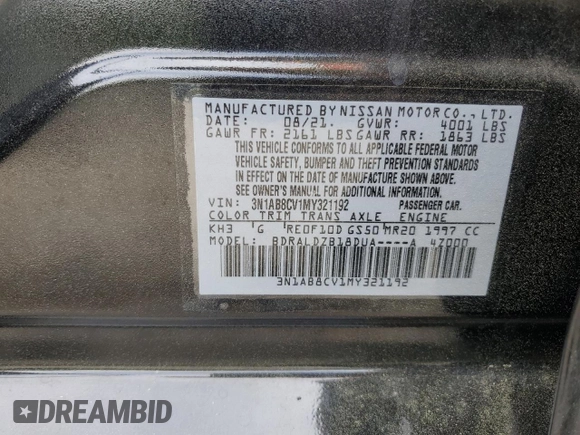 MANUFACTURED BY NISSAN MOTOR CO., LTD.
DATE: 08/21. GVWR: 4001 LBS
GAWR FR: 2161 LBS GAWR RR: 1863 LBS
THIS VEHICLE CONFORMS TO ALL APPLICABLE FEDERAL MOTOR
VEHICLE SAFETY, BUMPER AND THEFT PREVENTION STANDARDS
IN EFFECT ON THE DATE OF MANUFACTURE SHOWN ABOVE.
SEE OWNER'S MANUAL FOR ADDITIONAL INFORMATION.
VIN: 3N1AB8CV1MY321192 PASSENGER CAR.
COLOR TRIM TRANS AXLE ENGINE
KH3 G RE0F10D GS50 MR20 1997 CC
MODEL: BDRALDZB18DUA----A 4Z000
3N1AB8CV1MY321192
DREAMBID